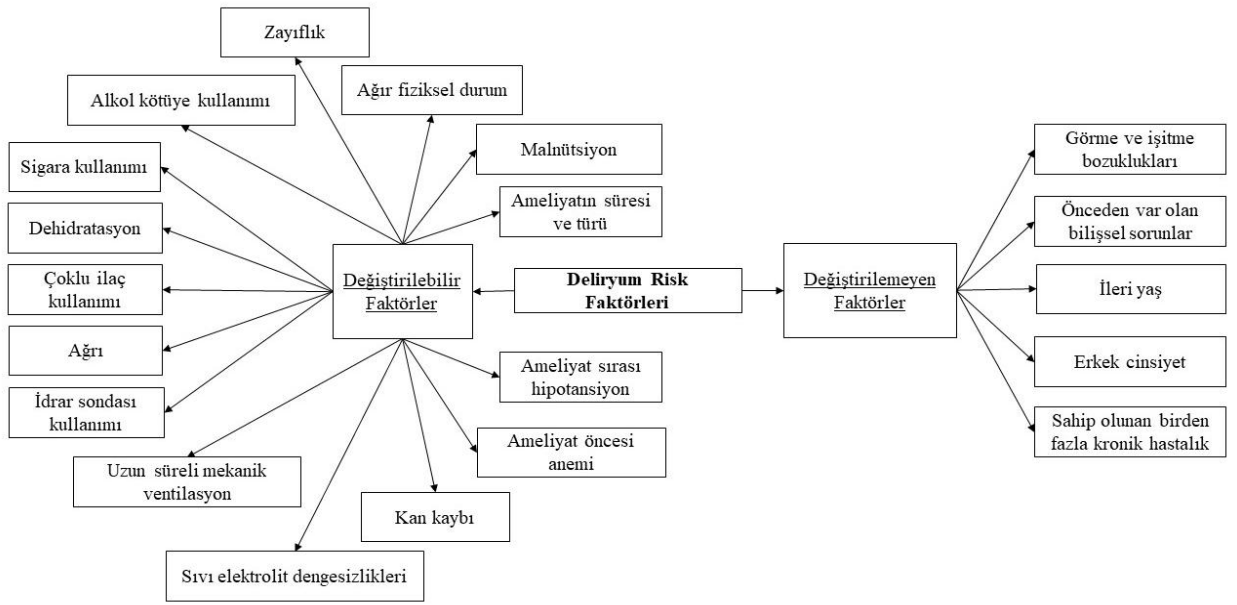 Zayıflık
Ağır fiziksel durum
Alkol kötüye kullanımı
Malnütsiyon
Sigara kullanımı
Ameliyatın süresi
ve türü
Dehidratasyon
Çoklu ilaç
kullanımı
Ağrı
İdrar sondası
kullanımı
Değiştirilebilir
Faktörler
Deliryum Risk
Faktörleri
Değiştirilemeyen
Faktörler
Görme ve işitme
bozuklukları
Önceden var olan
bilişsel sorunlar
İleri yaş
Erkek cinsiyet
Sahip olunan birden
fazla kronik hastalık
Ameliyat sırası
hipotansiyon
Ameliyat öncesi
anemi
Uzun süreli mekanik
ventilasyon
Kan kaybı
Sıvı elektrolit dengesizlikleri